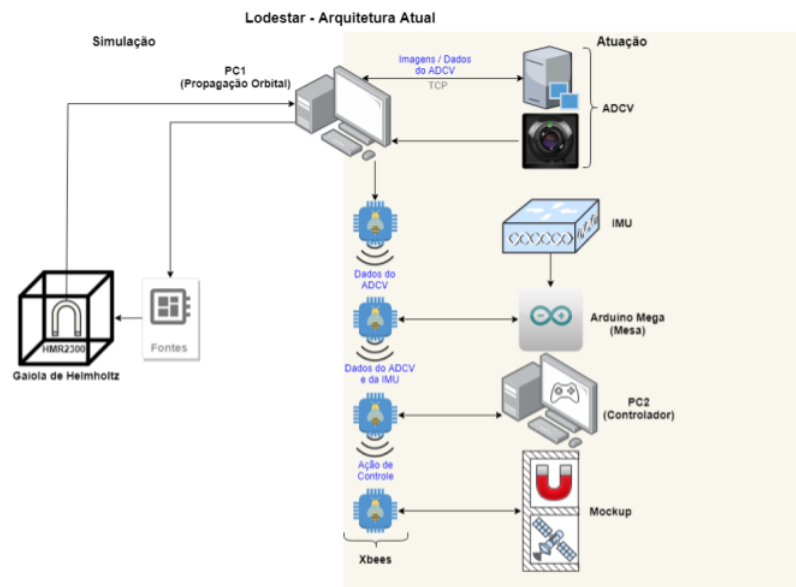 Lodestar - Arquitetura Atual
Simulação
Atuação
PC1
(Propagação Orbital)
Imagens / Dados
do ADCV
TCP
ADCV
IMU
Dados do
ADCV
HMR2300
Gaiola de Helmholtz
Fontes
Arduino Mega
(Mesa)
Dados do ADCV
e da IMU
PC2
(Controlador)
Ação de
Controle
Mockup
Xbees